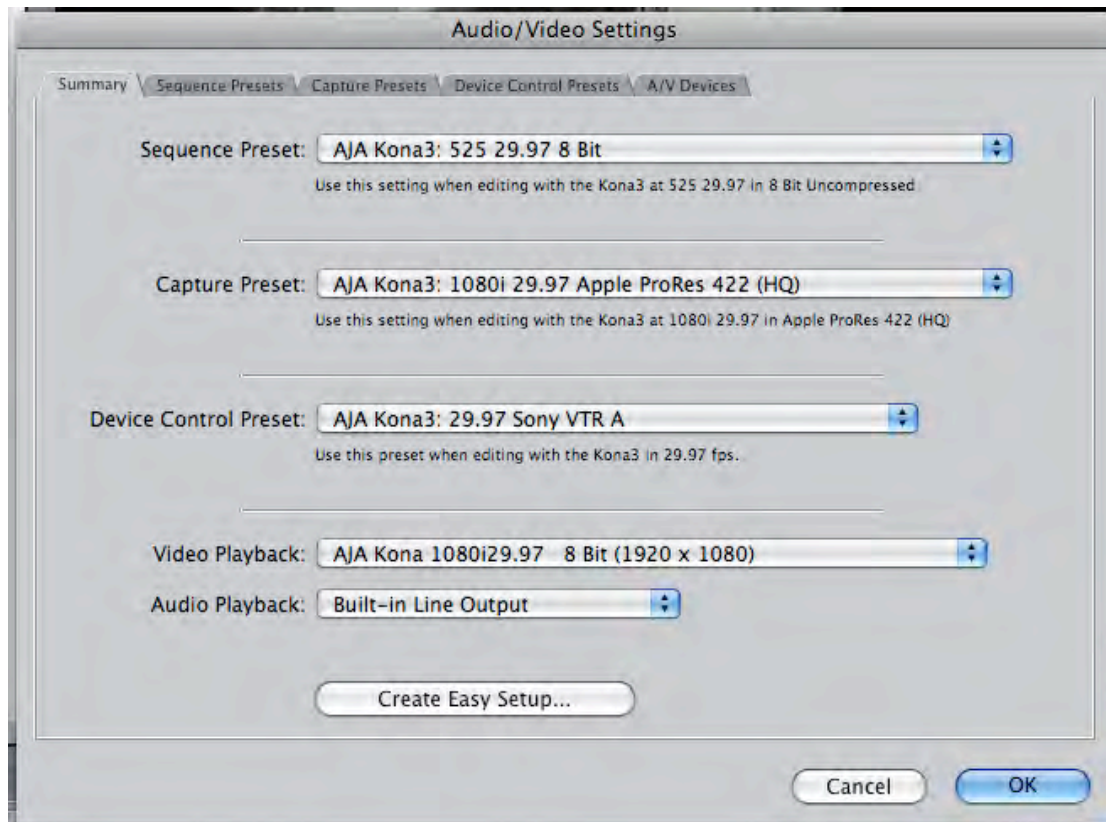 Audio/Video Settings
Summary Sequence Presets Capture Presets Device Control Presets A/V Devices
Sequence Preset: AJA Kona3: 525 29.97 8 Bit
Use this setting when editing with the Kona3 at 525 29.97 in 8 Bit Uncompressed
Capture Preset: AJA Kona3: 1080i 29.97 Apple ProRes 422 (HQ)
Use this setting when editing with the Kona3 at 1080i 29.97 in Apple ProRes 422 (HQ)
Device Control Preset: AJA Kona3: 29.97 Sony VTR A
Use this preset when editing with the Kona3 in 29.97 fps.
Video Playback: AJA Kona 1080i29.97 8 Bit (1920 x 1080)
Audio Playback: Built-in Line Output
Create Easy Setup...
Cancel OK